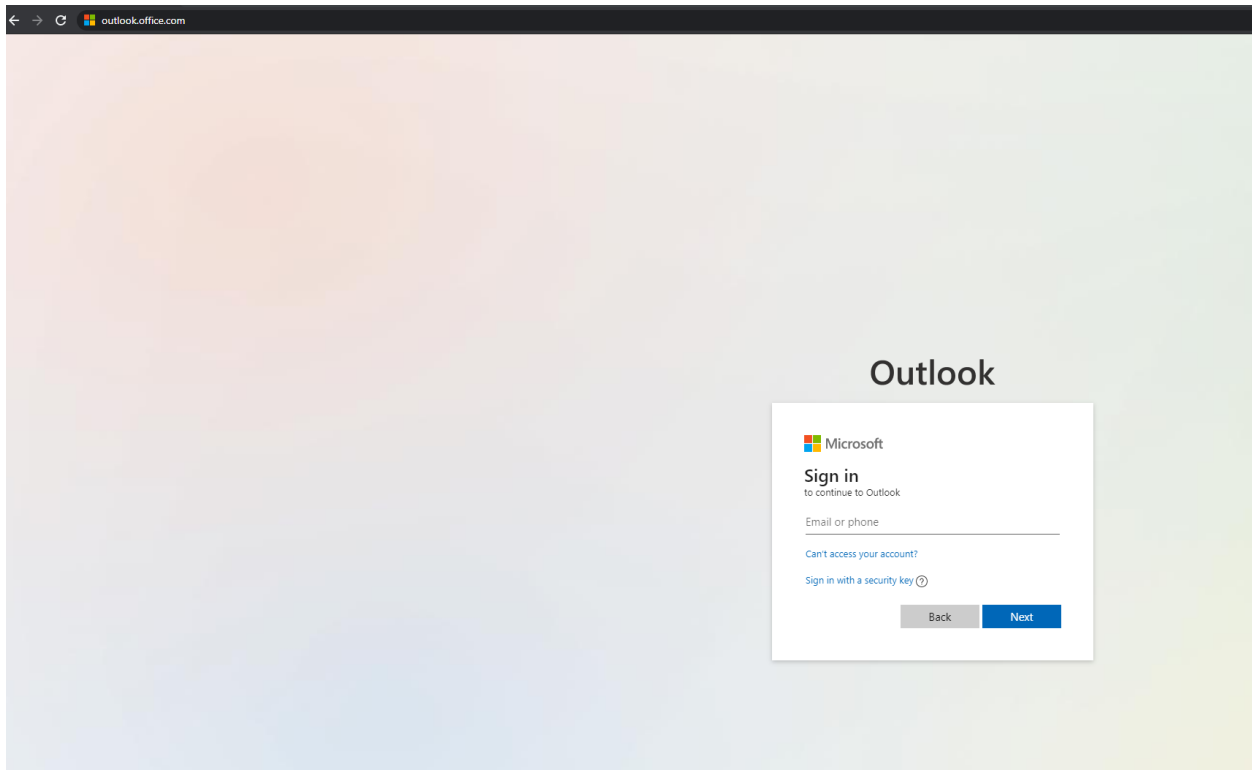 outlook.office.com
Outlook
Microsoft
Sign in
to continue to Outlook
Email or phone
Can't access your account?
Sign in with a security key
Back Next